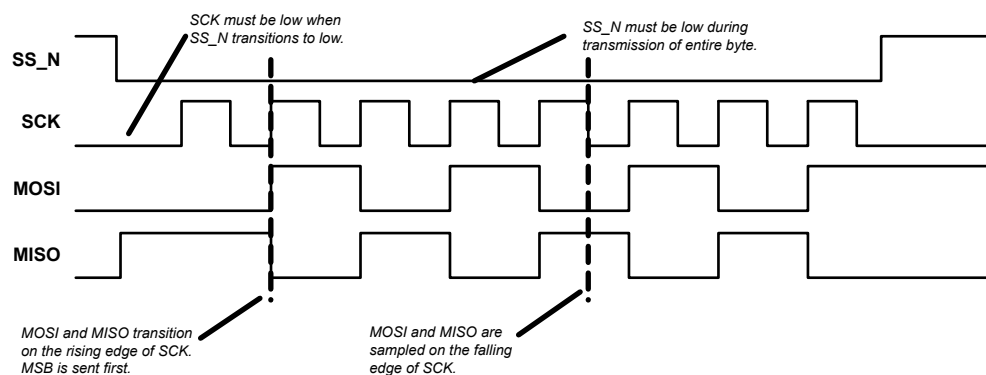 SCK must be low when
SS_N transitions to low.
SS_N must be low during
transmission of entire byte.
SS_N
SCK
MOSI
MISO
MOSI and MISO transition
on the rising edge of SCK.
MSB is sent first.
MOSI and MISO are
sampled on the falling
edge of SCK.